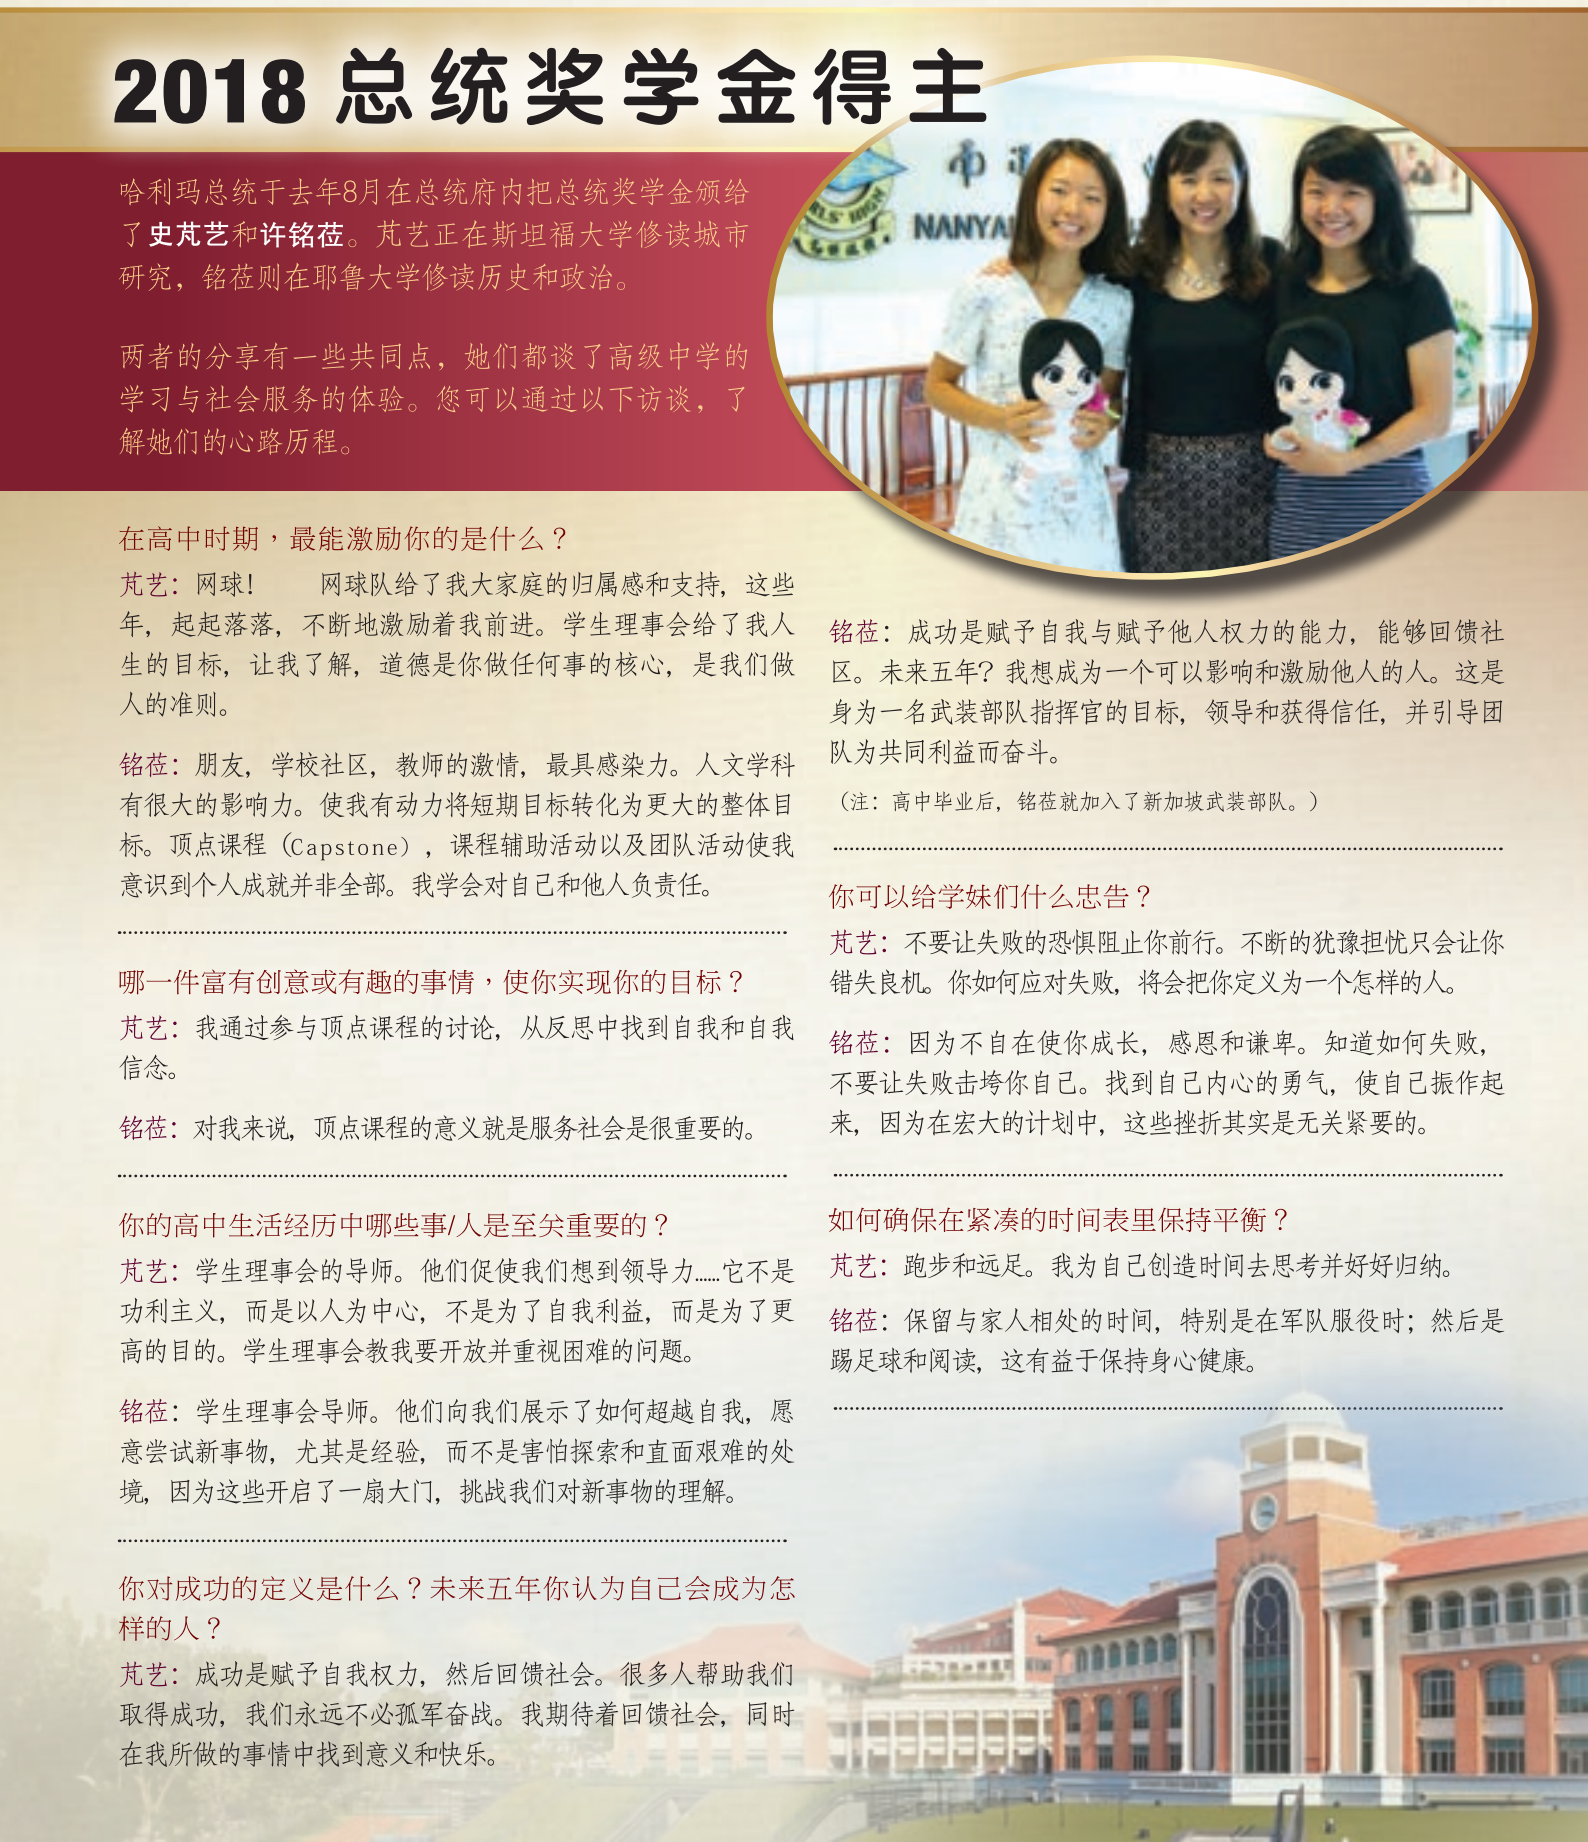 2018 总统奖学金得主
哈利玛总统于去年8月在总统府内把总统奖学金颁给
了史芃艺和许铭莅。芃艺正在斯坦福大学修读城市
研究，铭莅则在耶鲁大学修读历史和政治。
两者的分享有一些共同点，她们都谈了高级中学的
学习与社会服务的体验。您可以通过以下访谈，了
解她们的心路历程。
NANYA
在高中时期，最能激励你的是什么？
芃艺：网球！ 网球队给了我大家庭的归属感和支持，这些
年，起起落落，不断地激励着我前进。学生理事会给了我人
生的目标，让我了解，道德是你做任何事的核心，是我们做
人的准则。
铭莅：朋友，学校社区，教师的激情，最具感染力。人文学科
有很大的影响力。使我有动力将短期目标转化为更大的整体目
标。顶点课程（Capstone），课程辅助活动以及团队活动使我
意识到个人成就并非全部。我学会对自己和他人负责任。
哪一件富有创意或有趣的事情，使你实现你的目标？
芃艺：我通过参与顶点课程的讨论，从反思中找到自我和自我
信念。
铭莅：对我来说，顶点课程的意义就是服务社会是很重要的。
你的高中生活经历中哪些事/人是至关重要的？
芃艺：学生理事会的导师。他们促使我们想到领导力……它不是
功利主义，而是以人为中心，不是为了自我利益，而是为了更
高的目的。学生理事会教我要开放并重视困难的问题。
铭莅：学生理事会导师。他们向我们展示了如何超越自我，愿
意尝试新事物，尤其是经验，而不是害怕探索和直面艰难的处
境，因为这些开启了一扇大门，挑战我们对新事物的理解。
你对成功的定义是什么？未来五年你认为自己会成为怎
样的人？
芃艺：成功是赋予自我权力，然后回馈社会。很多人帮助我们
取得成功，我们永远不必孤军奋战。我期待着回馈社会，同时
在我所做的事情中找到意义和快乐。
铭莅：成功是赋予自我与赋予他人权力的能力，能够回馈社
区。未来五年？我想成为一个可以影响和激励他人的人。这是
身为一名武装部队指挥官的目标，领导和获得信任，并引导团
队为共同利益而奋斗。
（注：高中毕业后，铭莅就加入了新加坡武装部队。）
你可以给学妹们什么忠告？
芃艺：不要让失败的恐惧阻止你前行。不断的犹豫担忧只会让你
错失良机。你如何应对失败，将会把你定义为一个怎样的人。
铭莅：因为不自在使你成长，感恩和谦卑。知道如何失败，
不要让失败击垮你自己。找到自己内心的勇气，使自己振作起
来，因为在宏大的计划中，这些挫折其实是无关紧要的。
如何确保在紧凑的时间表里保持平衡？
芃艺：跑步和远足。我为自己创造时间去思考并好好归纳。
铭莅：保留与家人相处的时间，特别是在军队服役时；然后是
踢足球和阅读，这有益于保持身心健康。